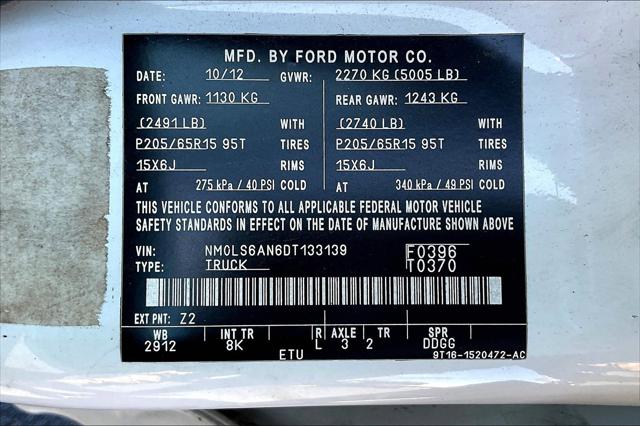 MFD. BY FORD MOTOR CO.
DATE: 10/12 GVWR: 2270 KG (5005 LB)
FRONT GAWR: 1130 KG REAR GAWR: 1243 KG
(2491 LB) WITH (2740 LB) WITH
P205/65R15 95T TIRES P205/65R15 95T TIRES
15X6J RIMS 15X6J RIMS
AT 275 kPa / 40 PSI COLD AT 340 kPa / 49 PSI COLD
THIS VEHICLE CONFORMS TO ALL APPLICABLE FEDERAL MOTOR VEHICLE
SAFETY STANDARDS IN EFFECT ON THE DATE OF MANUFACTURE SHOWN ABOVE
VIN: NM0LS6AN6DT133139 F0396
TYPE: TRUCK T0370
EXT PNT: Z2
WB INT TR R AXLE TR SPR
2912 8K L 3 2 DDGG
ETU 9T16-1520472-AC